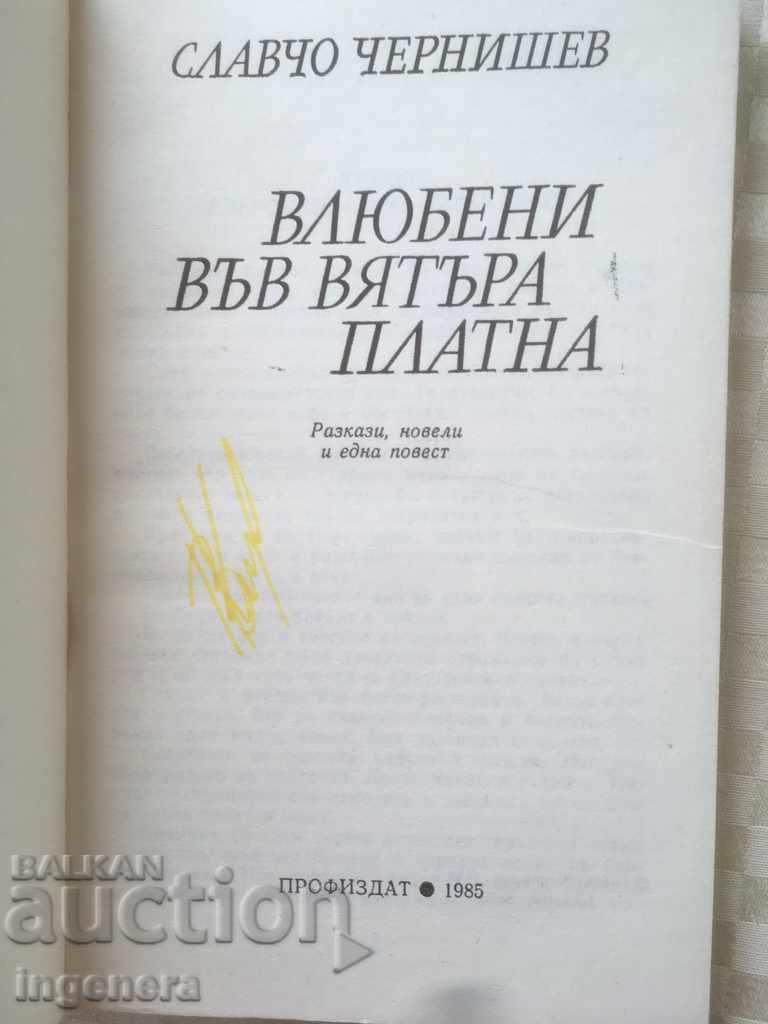 СЛАВЧО ЧЕРНИШЕВ
ВЛЮБЕНИ
ВЪВ ВЯТЪРА
ПЛАТНА
Разкази, новели
и една повест
ПРОФИЗДАТ ● 1985
BALKAN
auction
ingenera